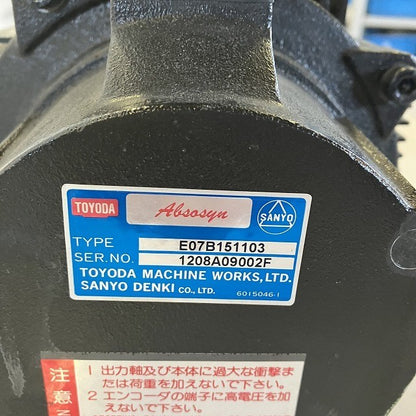 TOYODA Absosyn SANYO
TYPE E07B151103
SER.NO. 1208A09002F
TOYODA MACHINE WORKS, LTD.
SANYO DENKI CO., LTD.
6015046-1
注意
1 出力軸及び本体に過大な衝撃ま
たは荷重を加えないで下さい。
2 エンコーダの端子に高電圧を加
えないで下さい。